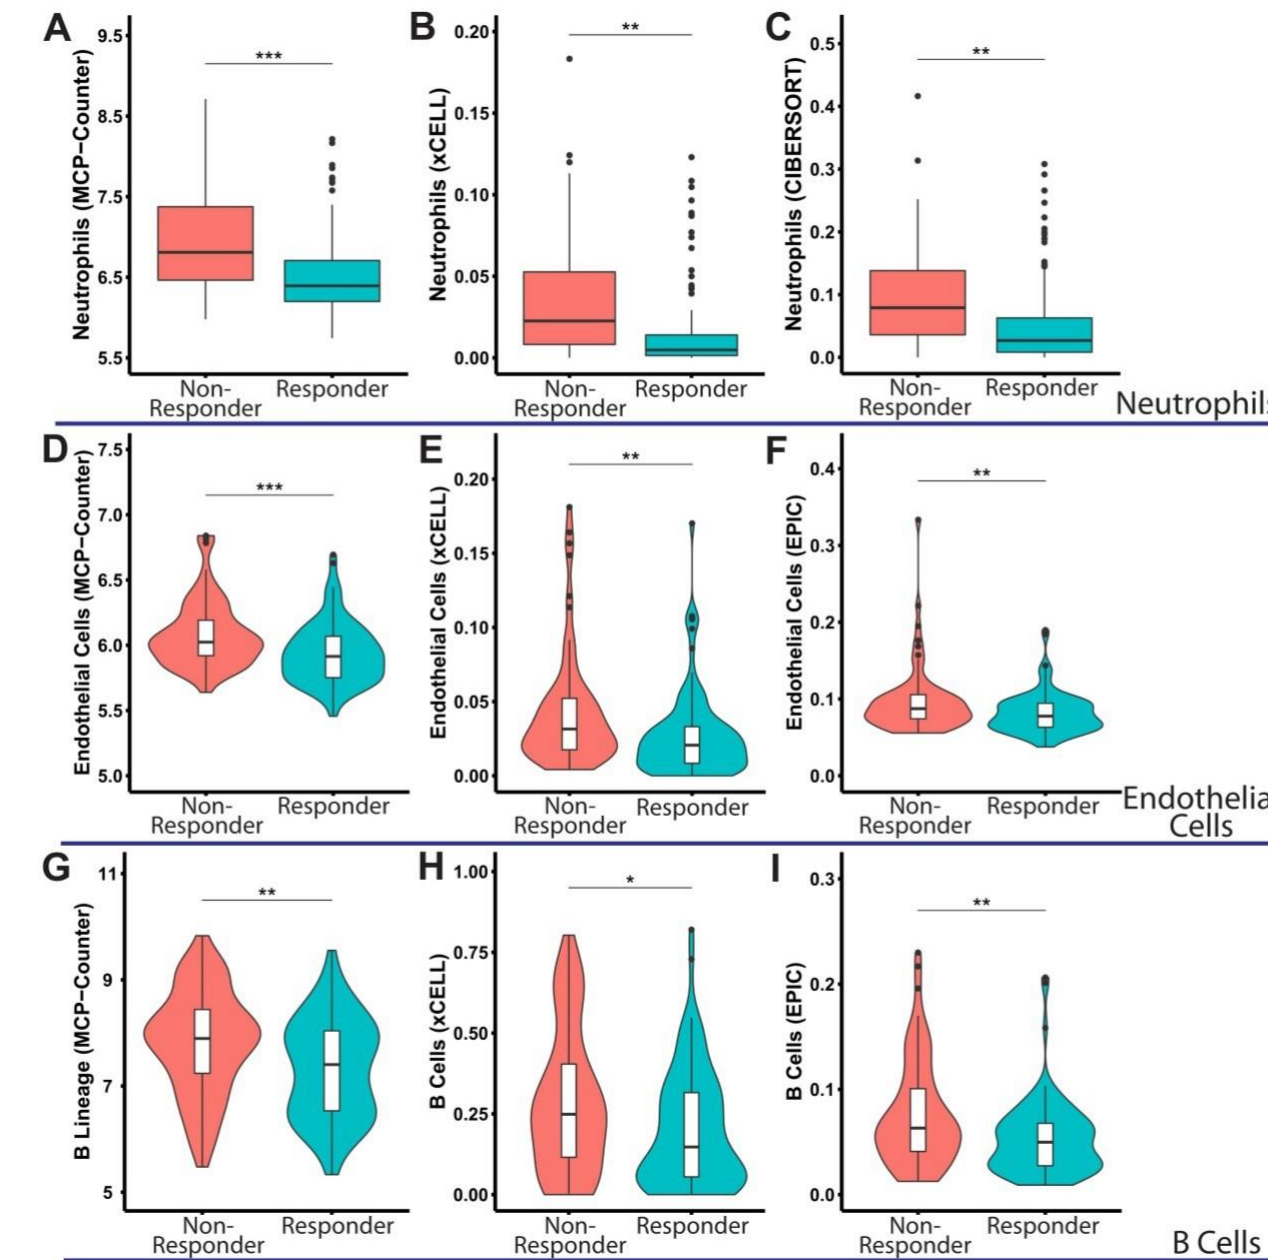 A
Neutrophils (MCP−Counter)
9.5
8.5
7.5
6.5
5.5
***
Non-
Responder
Responder
B
Neutrophils (xCELL)
0.20
0.15
0.10
0.05
0.00
**
Non-
Responder
Responder
C
Neutrophils (CIBERSORT)
0.5
0.4
0.3
0.2
0.1
0.0
**
Non-
Responder
Responder
Neutrophils
D
Endothelial Cells (MCP−Counter)
7.5
7.0
6.5
6.0
5.5
5.0
***
Non-
Responder
Responder
E
Endothelial Cells (xCELL)
0.20
0.15
0.10
0.05
0.00
**
Non-
Responder
Responder
F
Endothelial Cells (EPIC)
0.4
0.3
0.2
0.1
0.0
**
Non-
Responder
Responder
Endothelia
Cells
G
B Lineage (MCP−Counter)
11
9
7
5
**
Non-
Responder
Responder
H
B Cells (xCELL)
1.00
0.75
0.50
0.25
0.00
*
Non-
Responder
Responder
I
B Cells (EPIC)
0.3
0.2
0.1
0.0
**
Non-
Responder
Responder
B Cells